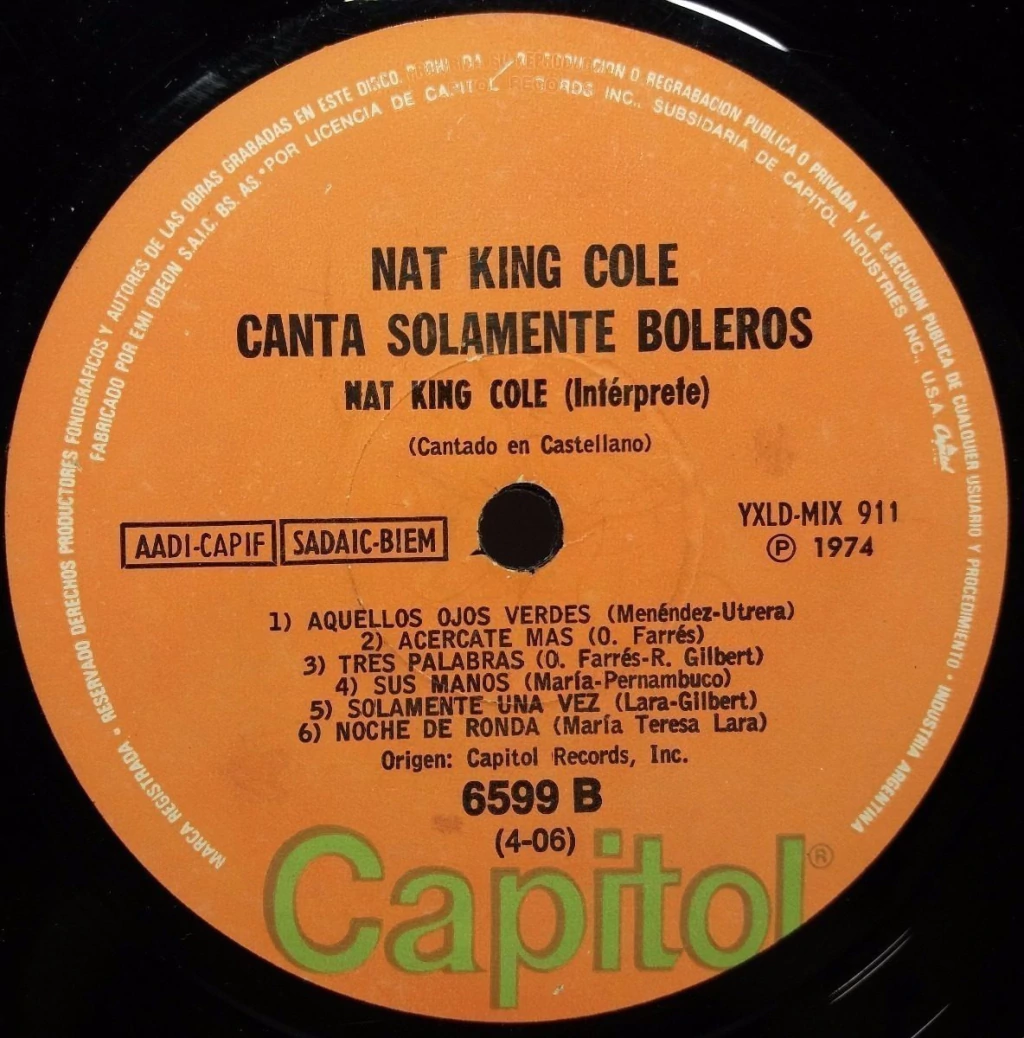 RESERVADO DERECHOS PRODUCTORES FONOGRAFICOS Y AUTORES DE LAS OBRAS GRABADAS EN ESTE DISCO. REGRABACION PUBLICA O PRIVADA Y LA EJECUCION PUBLICA DE CUALQUIER USUARIO Y PROCEDIMIENTO • INDUSTRIA ARGENTINA
MARCA REGISTRADA •
FABRICADO POR EMI ODEON S.A.I.C. BS. AS. • POR LICENCIA DE CAPITOL RECORDS INC., SUBSIDIARIA DE CAPITOL INDUSTRIES INC., U.S.A. Capitol
NAT KING COLE
CANTA SOLAMENTE BOLEROS
NAT KING COLE (Intérprete)
(Cantado en Castellano)
AADI-CAPIF SADAIC-BIEM
YXLD-MIX 911
Ⓟ 1974
1) AQUELLOS OJOS VERDES (Menéndez-Utrera)
2) ACERCATE MAS (O. Farrés)
3) TRES PALABRAS (O. Farrés-R. Gilbert)
4) SUS MANOS (María-Pernambuco)
5) SOLAMENTE UNA VEZ (Lara-Gilbert)
6) NOCHE DE RONDA (María Teresa Lara)
Origen: Capitol Records, Inc.
6599 B
(4-06)
Capitol®